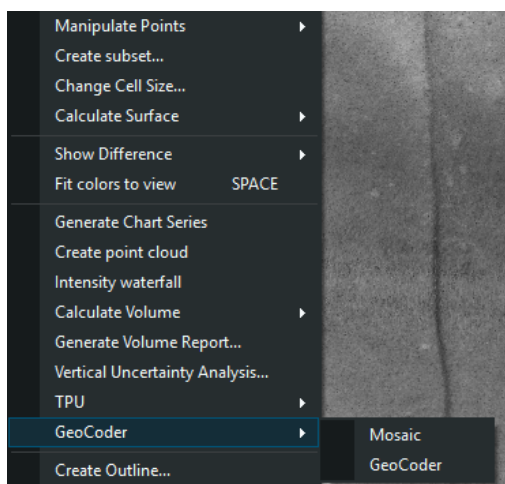 Manipulate Points
Create subset...
Change Cell Size...
Calculate Surface
Show Difference
Fit colors to view SPACE
Generate Chart Series
Create point cloud
Intensity waterfall
Calculate Volume
Generate Volume Report...
Vertical Uncertainty Analysis...
TPU
GeoCoder
Mosaic
GeoCoder
Create Outline...